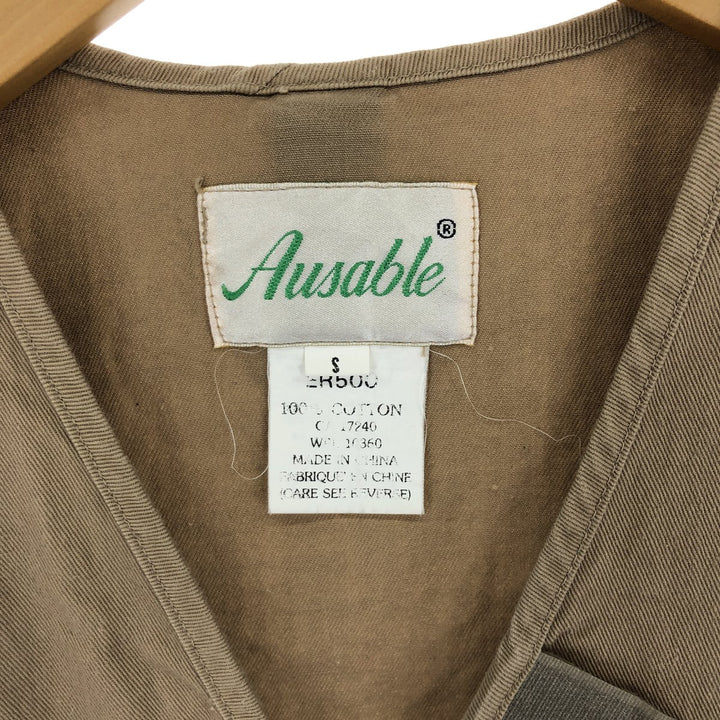 Ausable®
S
ER500
100% COTTON
CA 17240
WPL 10360
MADE IN CHINA
FABRIQUE' EN CHINE
(CARE SEE REVERSE)